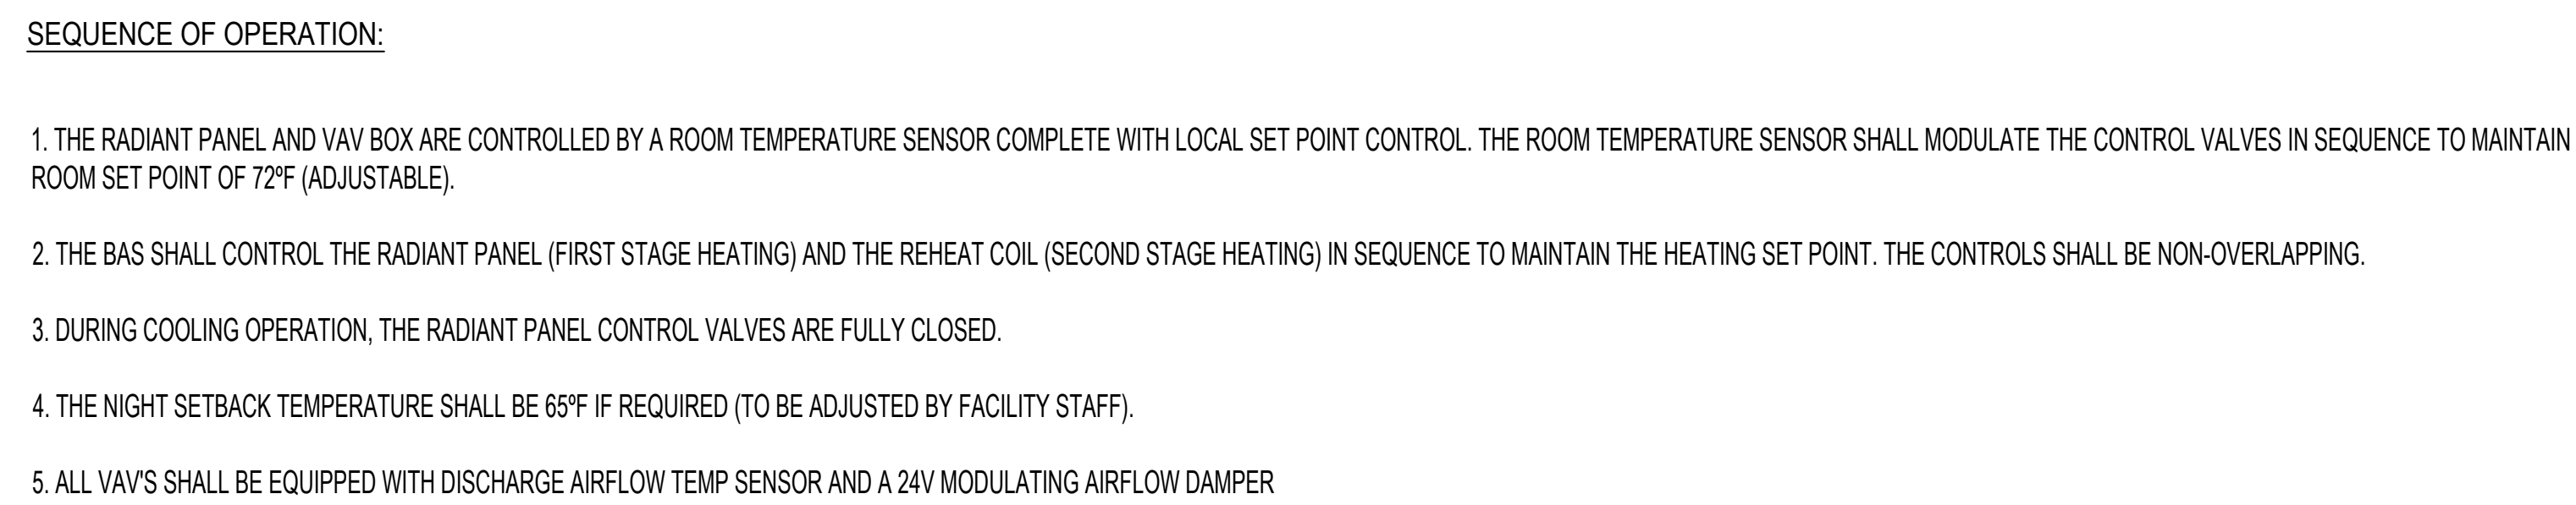 SEQUENCE OF OPERATION:
1. THE RADIANT PANEL AND VAV BOX ARE CONTROLLED BY A ROOM TEMPERATURE SENSOR COMPLETE WITH LOCAL SET POINT CONTROL. THE ROOM TEMPERATURE SENSOR SHALL MODULATE THE CONTROL VALVES IN SEQUENCE TO MAINTAIN
ROOM SET POINT OF 72ºF (ADJUSTABLE).
2. THE BAS SHALL CONTROL THE RADIANT PANEL (FIRST STAGE HEATING) AND THE REHEAT COIL (SECOND STAGE HEATING) IN SEQUENCE TO MAINTAIN THE HEATING SET POINT. THE CONTROLS SHALL BE NON-OVERLAPPING.
3. DURING COOLING OPERATION, THE RADIANT PANEL CONTROL VALVES ARE FULLY CLOSED.
4. THE NIGHT SETBACK TEMPERATURE SHALL BE 65ºF IF REQUIRED (TO BE ADJUSTED BY FACILITY STAFF).
5. ALL VAV'S SHALL BE EQUIPPED WITH DISCHARGE AIRFLOW TEMP SENSOR AND A 24V MODULATING AIRFLOW DAMPER